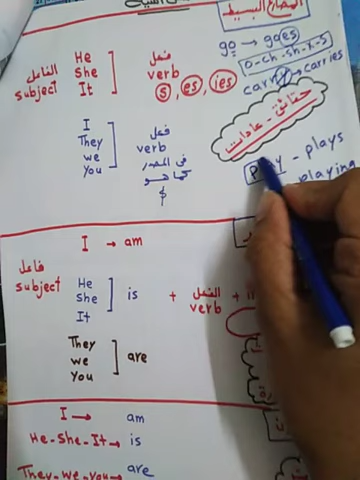 المضارع البسيط
go → goes
o-ch-sh-x-s
carry → carries
حقائق - عادات
play - plays
playing
الفاعل
subject
He
She
It
فعل
verb
s, es, ies
I
They
we
You
فعل
verb
فى المصدر
كما هو
I → am
فاعل
subject
He
She
It
is
+ الفعل +
verb
They
we
You
are
I → am
He-She-It → is
They-we-you → are